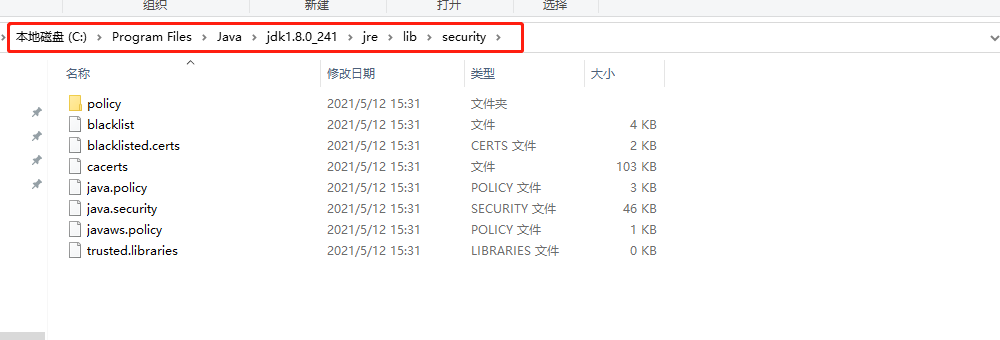 组织 新建 打开 选择
本地磁盘 (C:) Program Files Java jdk1.8.0_241 jre lib security
名称 修改日期 类型 大小
policy 2021/5/12 15:31 文件夹
blacklist 2021/5/12 15:31 文件 4 KB
blacklisted.certs 2021/5/12 15:31 CERTS 文件 2 KB
cacerts 2021/5/12 15:31 文件 103 KB
java.policy 2021/5/12 15:31 POLICY 文件 3 KB
java.security 2021/5/12 15:31 SECURITY 文件 46 KB
javaws.policy 2021/5/12 15:31 POLICY 文件 1 KB
trusted.libraries 2021/5/12 15:31 LIBRARIES 文件 0 KB